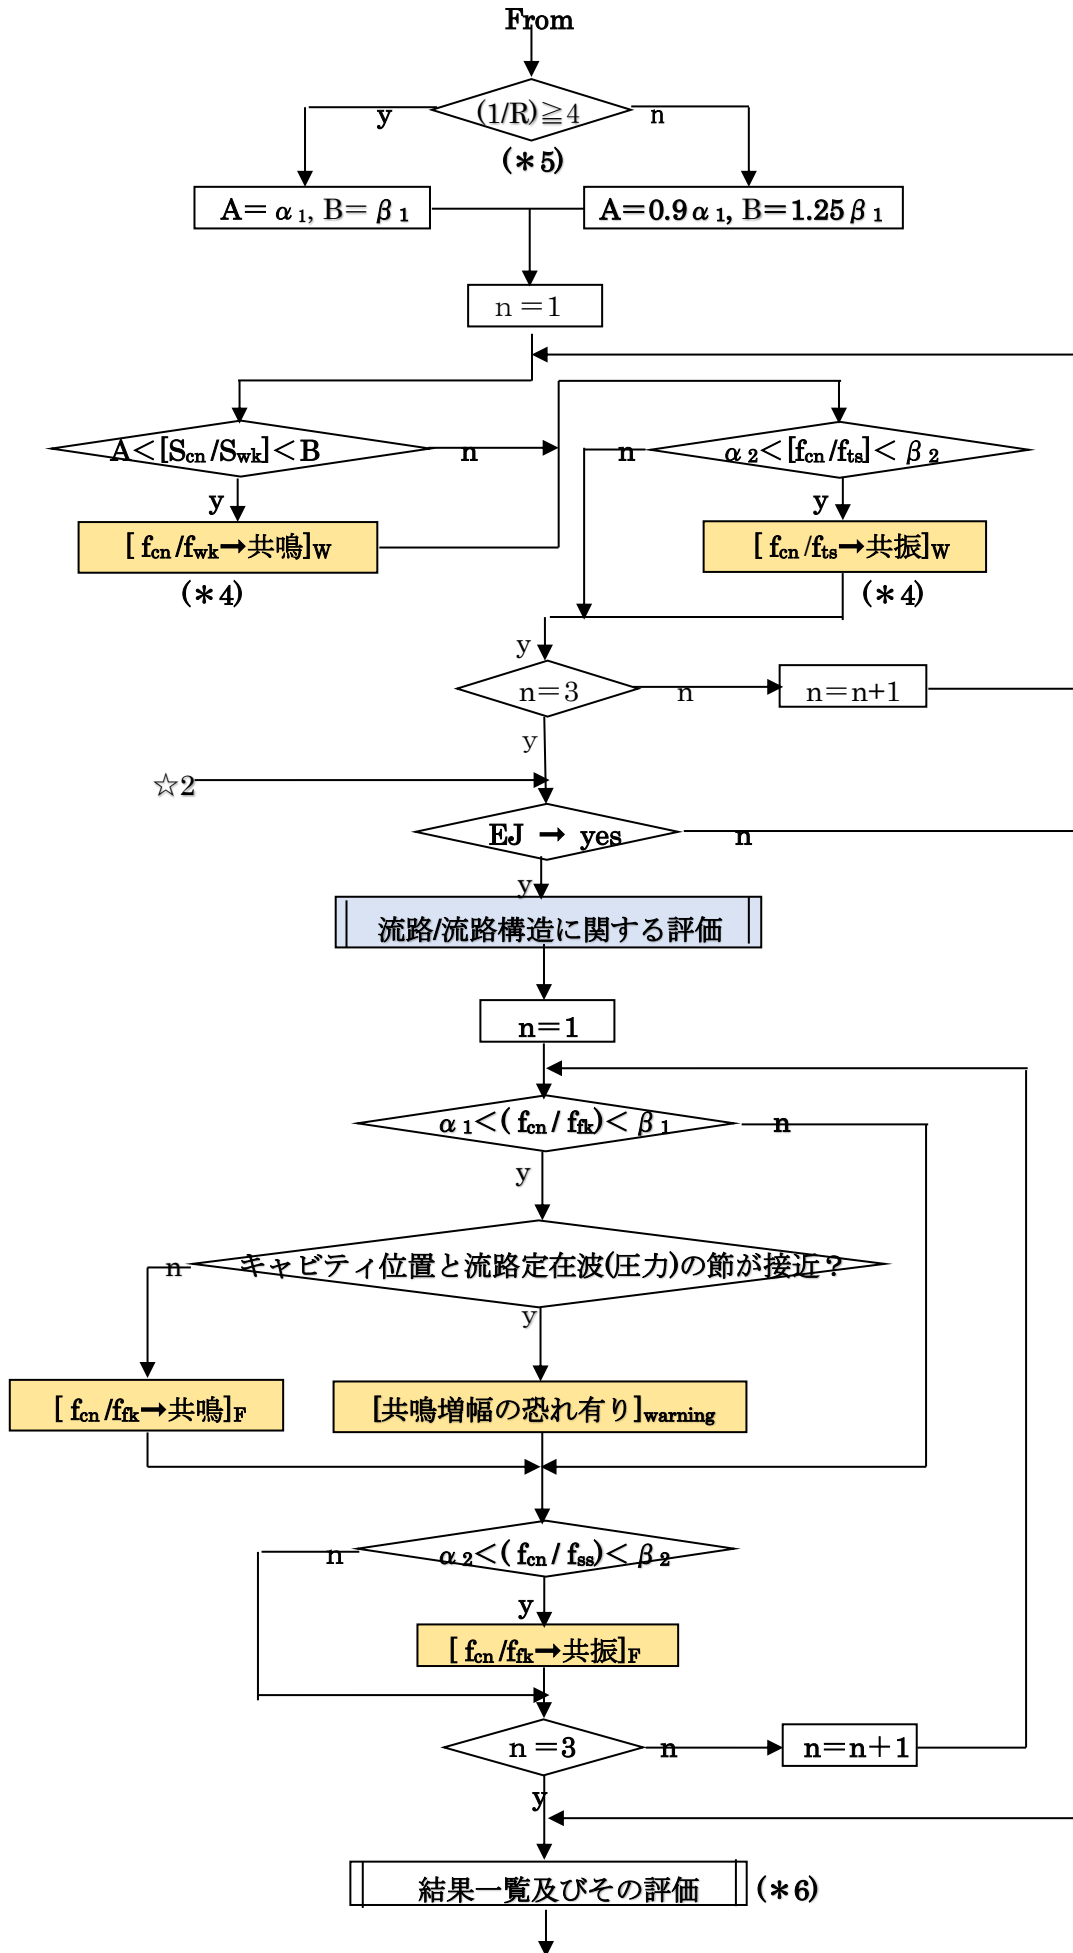 From
(1/R)≧4
y
n
(＊5)
A＝α1, B＝β1
A＝0.9α1, B＝1.25β1
n＝1
A＜[Scn/Swk]＜B
n
n
α2＜[fcn/fts]＜β2
y
y
[ fcn/fwk→共鳴]W
[ fcn/fts→共振]W
(＊4)
(＊4)
y
n＝3
n
n＝n+1
y
☆2
EJ → yes
n
y
流路/流路構造に関する評価
n＝1
α1＜( fcn/ ffk)＜β1
n
y
n
キャビティ位置と流路定在波(圧力)の節が接近？
y
[ fcn/ffk→共鳴]F
[共鳴増幅の恐れ有り]warning
n
α2＜( fcn/ fss)＜β2
y
[ fcn/ffk→共振]F
n＝3
n
n＝n＋1
y
結果一覧及びその評価
(＊6)